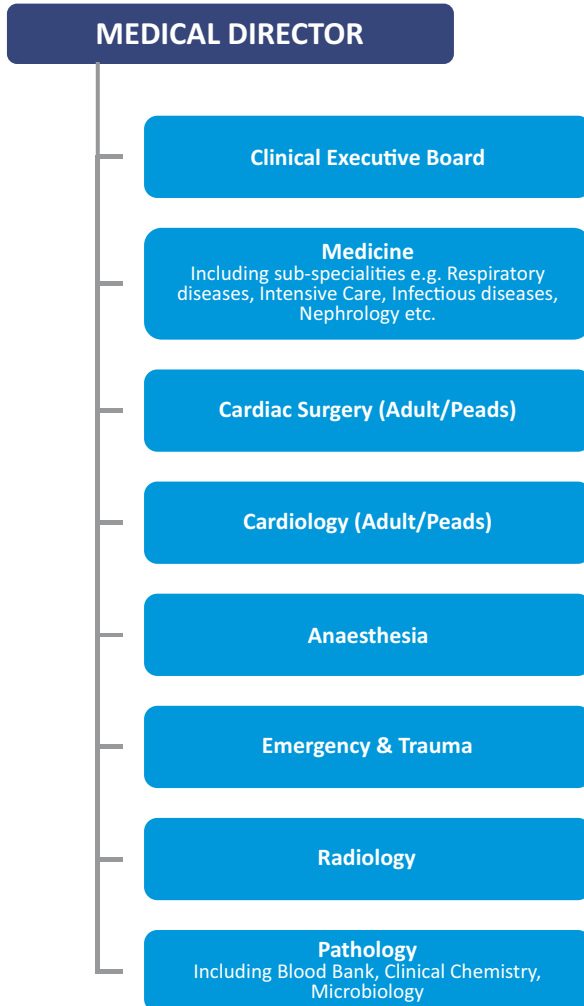 MEDICAL DIRECTOR
Clinical Executive Board
Medicine
Including sub-specialities e.g. Respiratory
diseases, Intensive Care, Infectious diseases,
Nephrology etc.
Cardiac Surgery (Adult/Peads)
Cardiology (Adult/Peads)
Anaesthesia
Emergency & Trauma
Radiology
Pathology
Including Blood Bank, Clinical Chemistry,
Microbiology